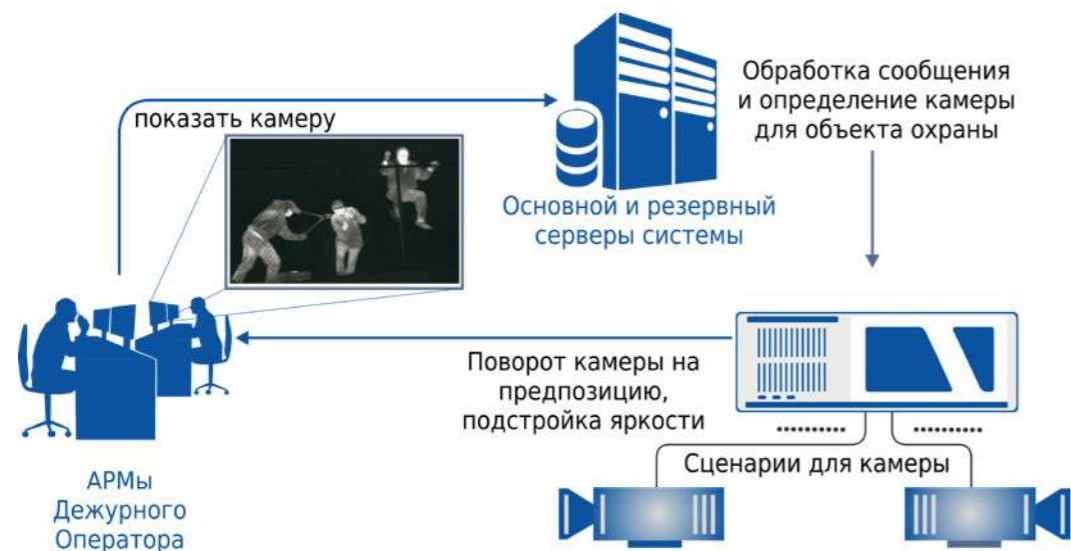 показать камеру
Обработка сообщения
и определение камеры
для объекта охраны
Основной и резервный
серверы системы
Поворот камеры на
предпозицию,
подстройка яркости
Сценарии для камеры
АРМы
Дежурного
Оператора